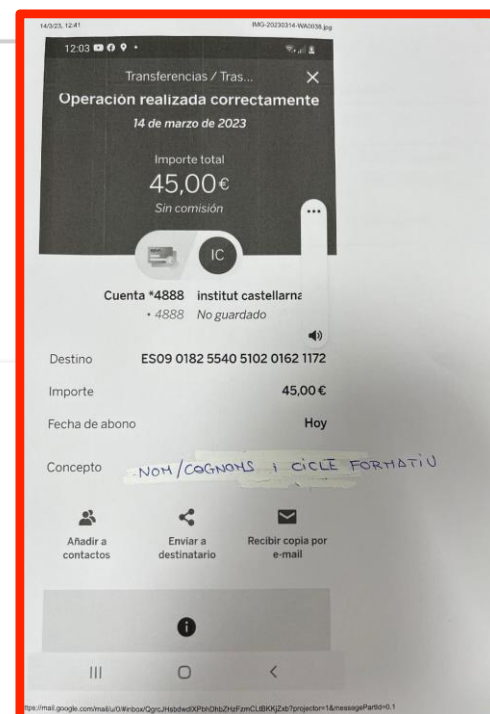 14/3/23, 12:41 IMG-20230314-WA0038.jpg
12:03
Transferencias / Tras...
Operación realizada correctamente
14 de marzo de 2023
Importe total
45,00€
Sin comisión
IC
Cuenta *4888 institut castellarna
• 4888 No guardado
Destino ES09 0182 5540 5102 0162 1172
Importe 45,00 €
Fecha de abono Hoy
Concepto NOM/COGNOMS I CICLE FORMATIU
Añadir a contactos
Enviar a destinatario
Recibir copia por e-mail